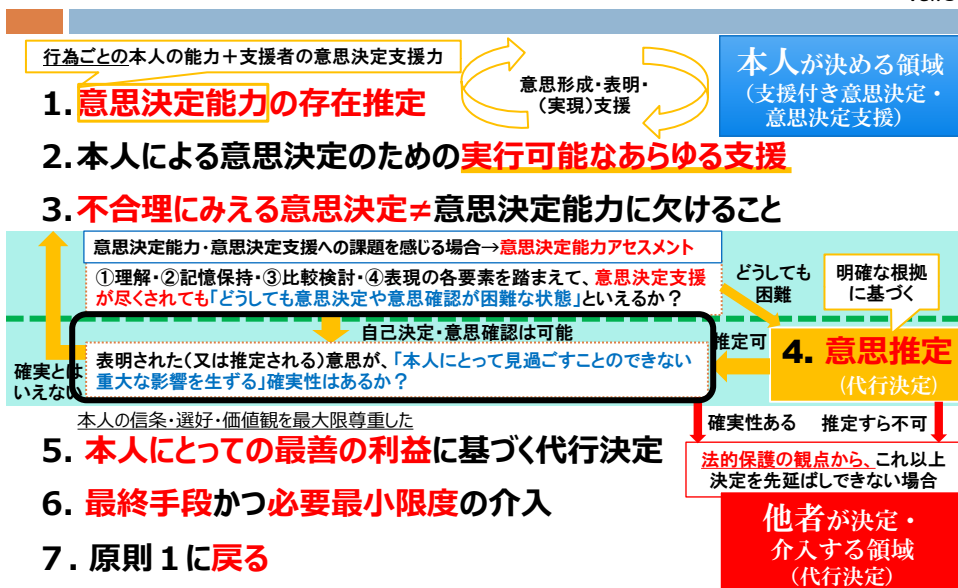 行為ごとの本人の能力＋支援者の意思決定支援力
意思形成・表明・
（実現）支援
本人が決める領域
（支援付き意思決定・
意思決定支援）
1. 意思決定能力の存在推定
2. 本人による意思決定のための実行可能なあらゆる支援
3. 不合理にみえる意思決定≠意思決定能力に欠けること
意思決定能力・意思決定支援への課題を感じる場合→意思決定能力アセスメント
①理解・②記憶保持・③比較検討・④表現の各要素を踏まえて、意思決定支援
が尽くされても「どうしても意思決定や意思確認が困難な状態」といえるか？
どうしても
困難
明確な根拠
に基づく
自己決定・意思確認は可能
表明された（又は推定される）意思が、「本人にとって見過ごすことのできない
重大な影響を生ずる」確実性はあるか？
推定可
4. 意思推定
（代行決定）
確実とは
いえない
本人の信条・選好・価値観を最大限尊重した
確実性ある
推定すら不可
5. 本人にとっての最善の利益に基づく代行決定
法的保護の観点から、これ以上
決定を先延ばしできない場合
6. 最終手段かつ必要最小限度の介入
他者が決定・
介入する領域
（代行決定）
7. 原則１に戻る